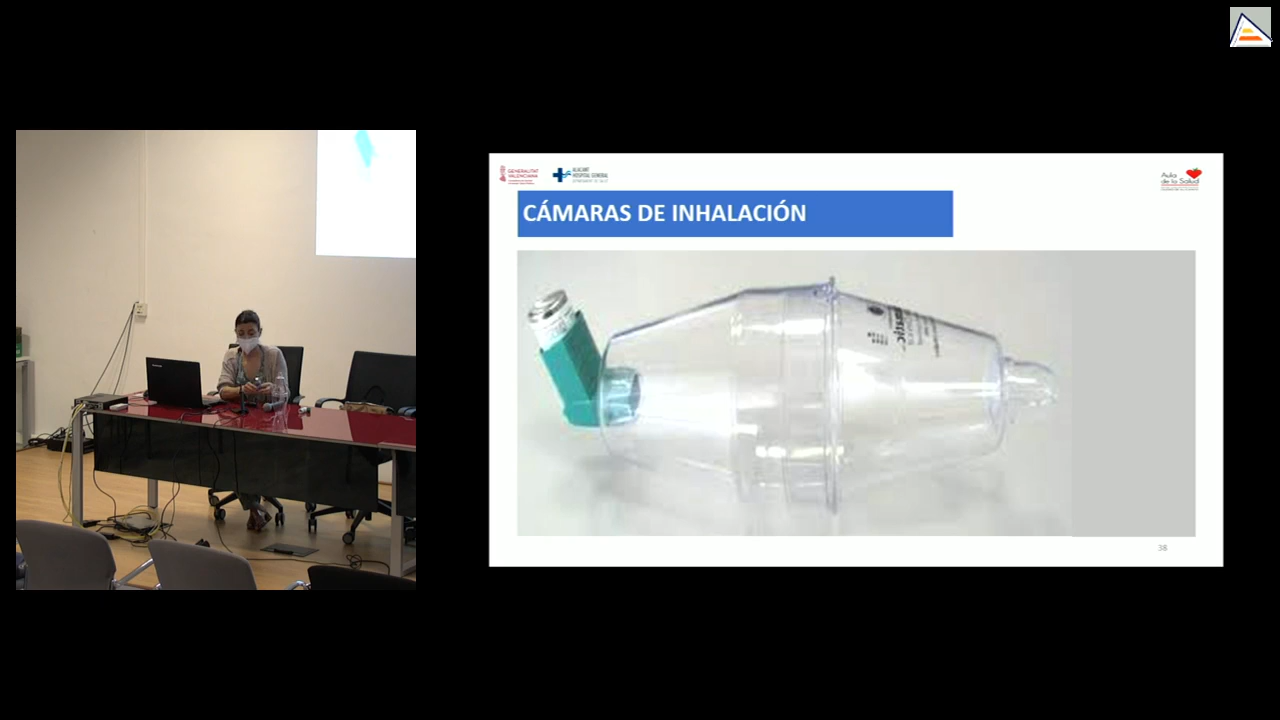 GENERALITAT
VALENCIANA
ALACANT
HOSPITAL GENERAL
Aula
de la Salud
CÁMARAS DE INHALACIÓN
38